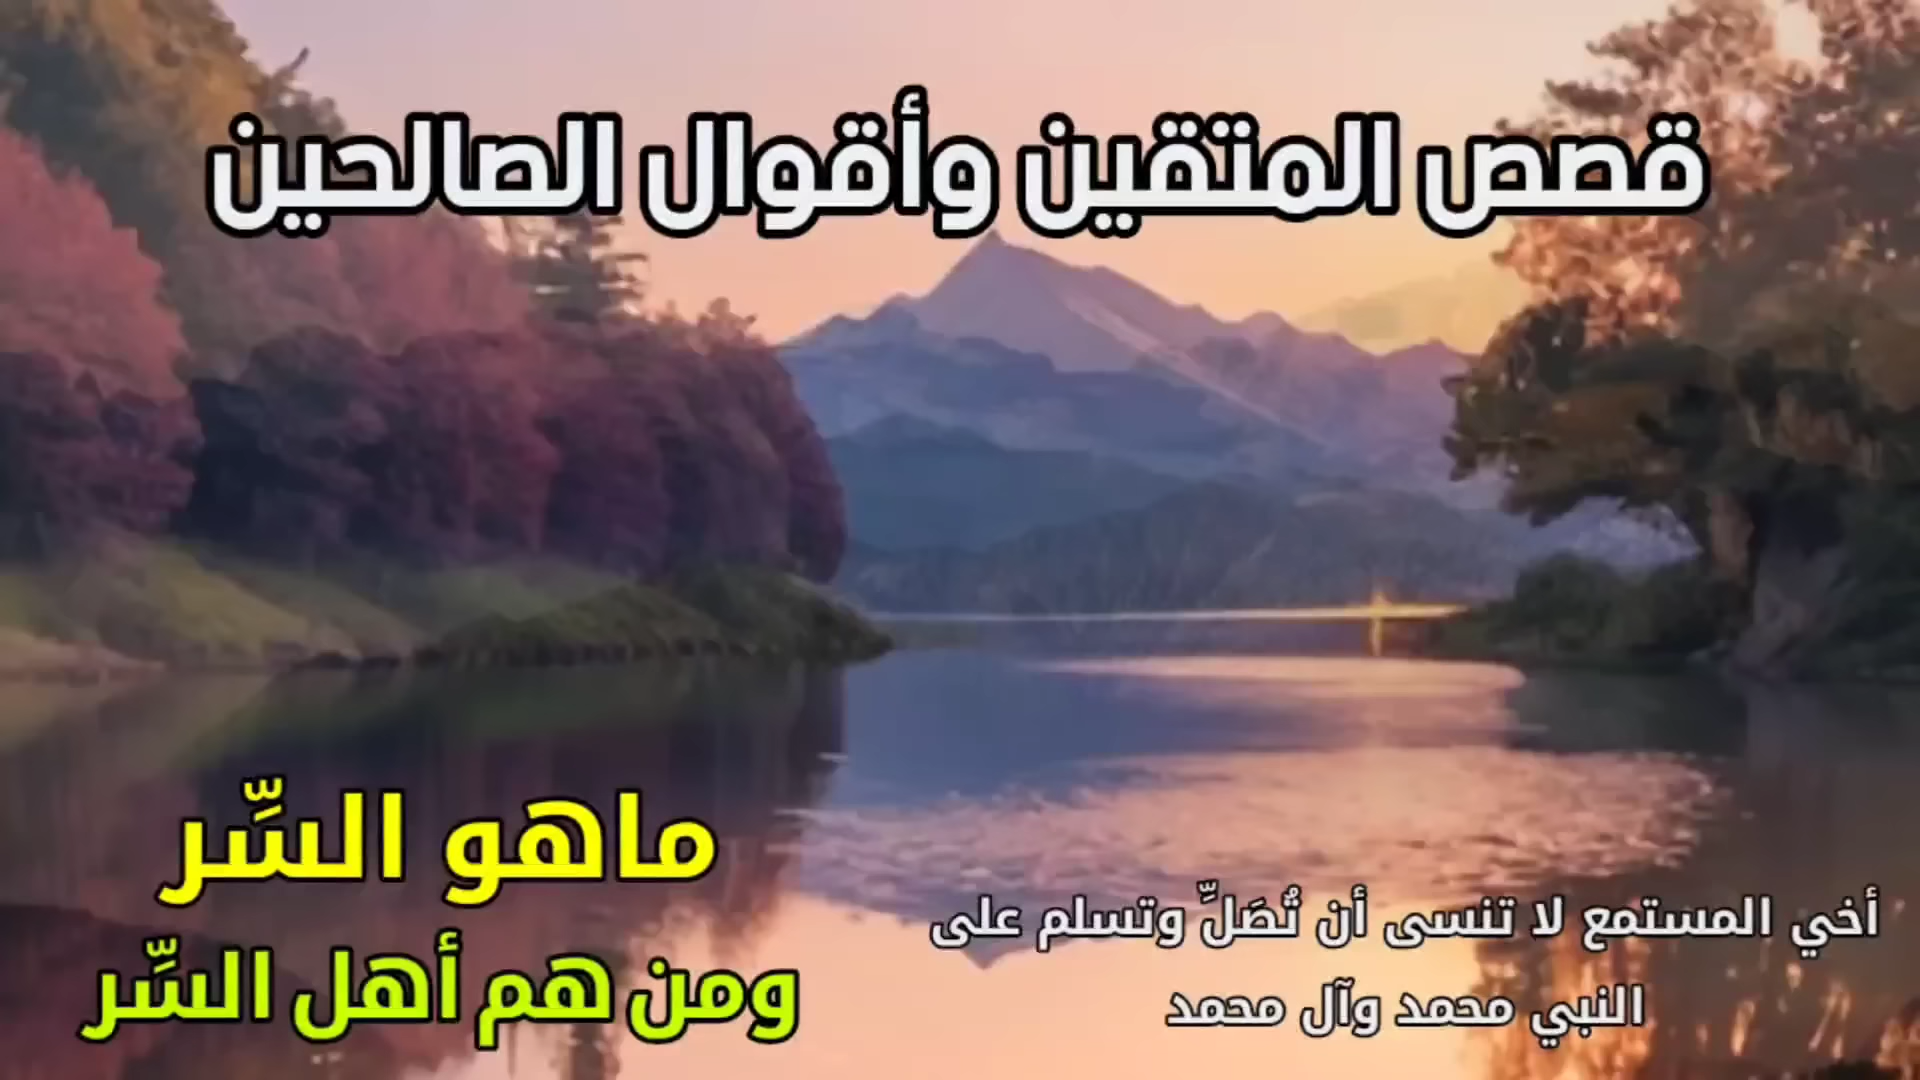 قصص المتقين وأقوال الصالحين
ماهو السِّر
ومن هم أهل السِّر
أخي المستمع لا تنسى أن تُصَلِّ وتسلم على
النبي محمد وآل محمد